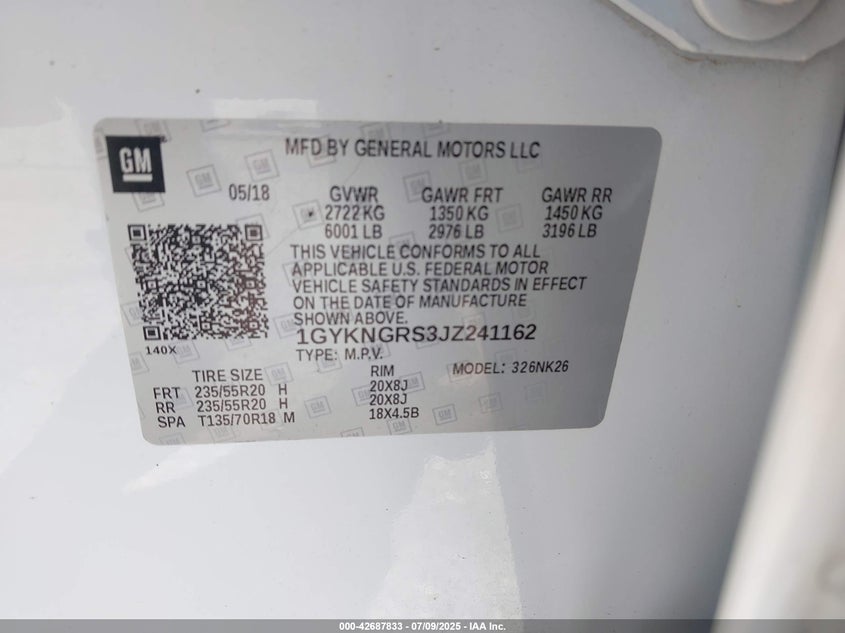 GM
MFD BY GENERAL MOTORS LLC
05/18 GVWR GAWR FRT GAWR RR
2722 KG 1350 KG 1450 KG
6001 LB 2976 LB 3196 LB
THIS VEHICLE CONFORMS TO ALL
APPLICABLE U.S. FEDERAL MOTOR
VEHICLE SAFETY STANDARDS IN EFFECT
ON THE DATE OF MANUFACTURE
SHOWN ABOVE.
140X
1GYKNGRS3JZ241162
TYPE: M.P.V. MODEL: 326NK26
TIRE SIZE RIM
FRT 235/55R20 H 20X8J
RR 235/55R20 H 20X8J
SPA T135/70R18 M 18X4.5B
000-42687833 / 07/09/2025 - IAA Inc.